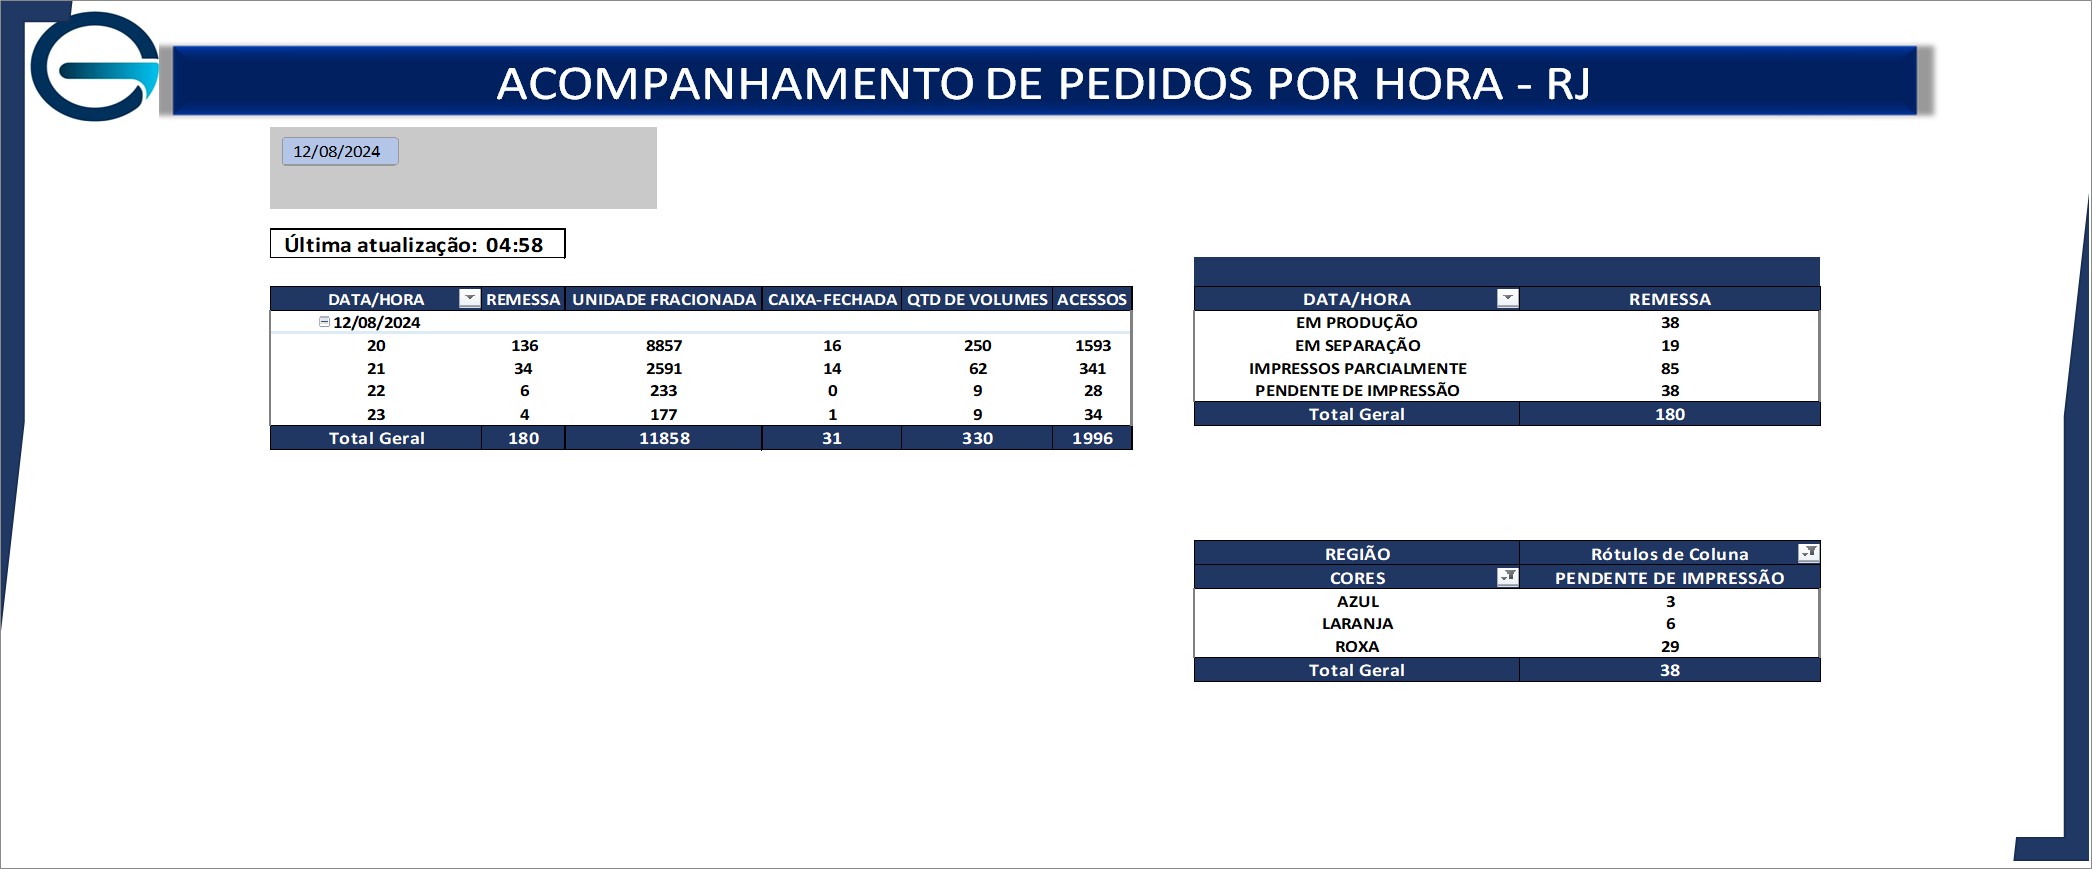 ACOMPANHAMENTO DE PEDIDOS POR HORA - RJ
12/08/2024
Última atualização: 04:58
DATA/HORA REMESSA UNIDADE FRACIONADA CAIXA-FECHADA QTD DE VOLUMES ACESSOS
12/08/2024
20 136 8857 16 250 1593
21 34 2591 14 62 341
22 6 233 0 9 28
23 4 177 1 9 34
Total Geral 180 11858 31 330 1996
DATA/HORA REMESSA
EM PRODUÇÃO 38
EM SEPARAÇÃO 19
IMPRESSOS PARCIALMENTE 85
PENDENTE DE IMPRESSÃO 38
Total Geral 180
REGIÃO Rótulos de Coluna
CORES PENDENTE DE IMPRESSÃO
AZUL 3
LARANJA 6
ROXA 29
Total Geral 38